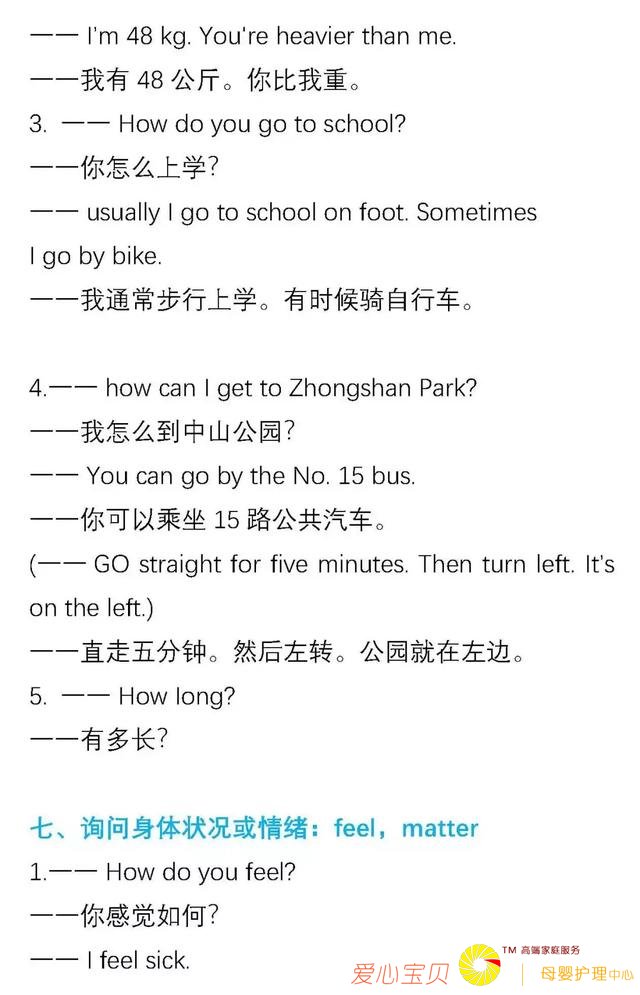 —— I'm 48 kg. You're heavier than me.
——我有 48 公斤。你比我重。
3. —— How do you go to school?
——你怎么上学?
—— usually I go to school on foot. Sometimes
I go by bike.
——我通常步行上学。有时候骑自行车。
4.—— how can I get to Zhongshan Park?
——我怎么到中山公园?
—— You can go by the No. 15 bus.
——你可以乘坐 15 路公共汽车。
(—— GO straight for five minutes. Then turn left. It's
on the left.)
——直走五分钟。然后左转。公园就在左边。
5. —— How long?
——有多长?
七、询问身体状况或情绪：feel，matter
1.—— How do you feel?
——你感觉如何?
—— I feel sick.
爱心宝贝 TM 高端家庭服务 母婴护理中心